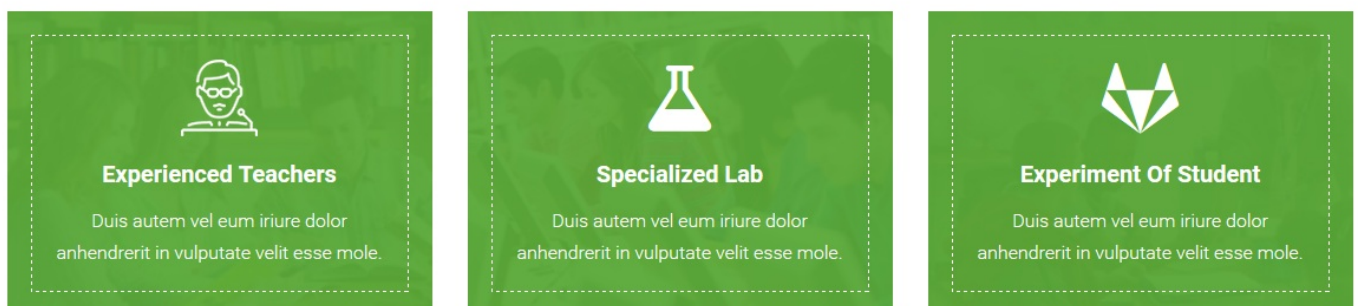 Experienced Teachers
Duis autem vel eum iriure dolor
anhendrerit in vulputate velit esse mole.
Specialized Lab
Duis autem vel eum iriure dolor
anhendrerit in vulputate velit esse mole.
Experiment Of Student
Duis autem vel eum iriure dolor
anhendrerit in vulputate velit esse mole.